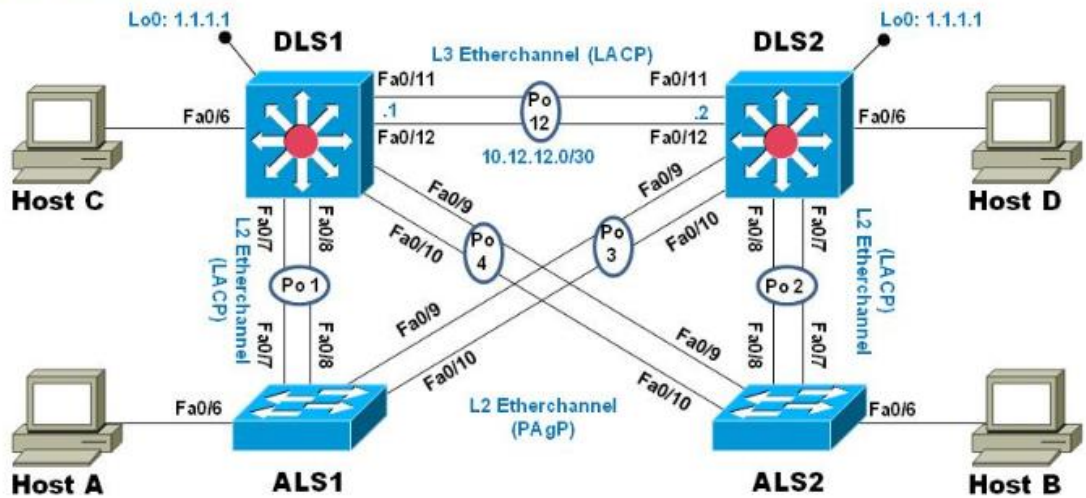 Lo0: 1.1.1.1
DLS1
L3 Etherchannel (LACP)
DLS2
Lo0: 1.1.1.1
Fa0/11
Fa0/11
Fa0/6
.1
Po
12
.2
Fa0/6
Fa0/12
Fa0/12
10.12.12.0/30
Host C
Host D
Fa0/9
Fa0/9
Fa0/10
Fa0/10
Po
4
Po
3
Fa0/7
Fa0/8
L2 Etherchannel
(LACP)
Po 1
Fa0/7
Fa0/8
Fa0/8
Fa0/7
(LACP)
L2 Etherchannel
Po 2
Fa0/8
Fa0/7
Fa0/9
Fa0/10
Fa0/9
Fa0/10
L2 Etherchannel
(PAgP)
Fa0/6
Fa0/6
Host A
ALS1
ALS2
Host B